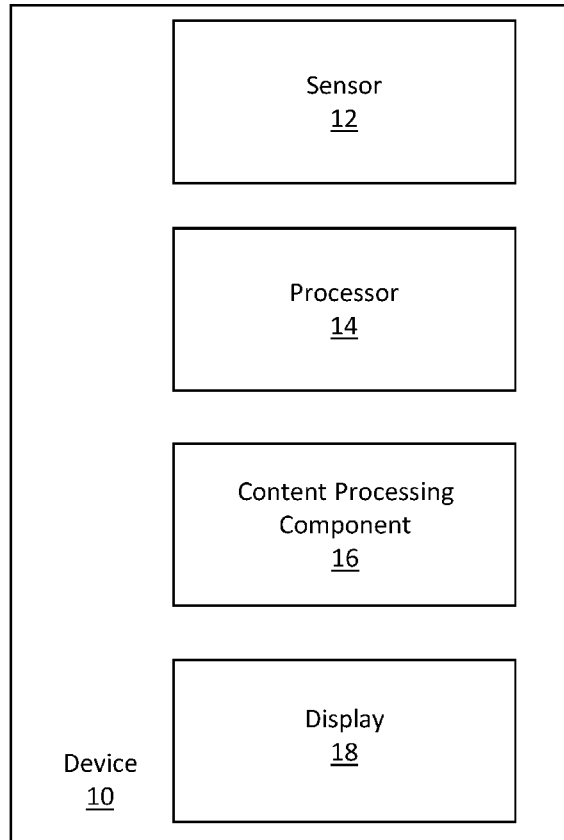 Sensor
12
Processor
14
Content Processing
Component
16
Display
18
Device
10